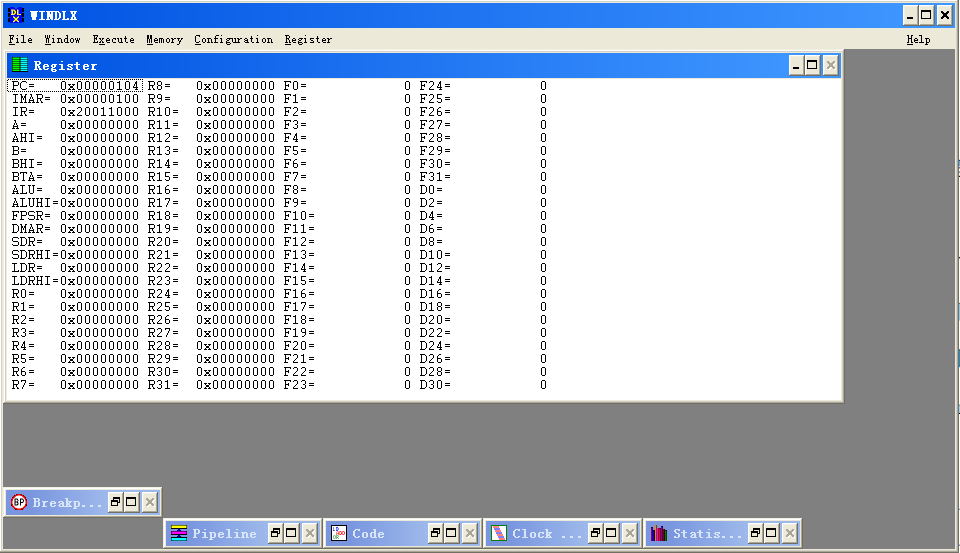 WINDLX
File Window Execute Memory Configuration Register Help
Register
PC= 0x00000104 R8= 0x00000000 F0= 0 F24= 0
IMAR= 0x00000100 R9= 0x00000000 F1= 0 F25= 0
IR= 0x20011000 R10= 0x00000000 F2= 0 F26= 0
A= 0x00000000 R11= 0x00000000 F3= 0 F27= 0
AHI= 0x00000000 R12= 0x00000000 F4= 0 F28= 0
B= 0x00000000 R13= 0x00000000 F5= 0 F29= 0
BHI= 0x00000000 R14= 0x00000000 F6= 0 F30= 0
BTA= 0x00000000 R15= 0x00000000 F7= 0 F31= 0
ALU= 0x00000000 R16= 0x00000000 F8= 0 D0= 0
ALUHI=0x00000000 R17= 0x00000000 F9= 0 D2= 0
FPSR= 0x00000000 R18= 0x00000000 F10= 0 D4= 0
DMAR= 0x00000000 R19= 0x00000000 F11= 0 D6= 0
SDR= 0x00000000 R20= 0x00000000 F12= 0 D8= 0
SDRHI=0x00000000 R21= 0x00000000 F13= 0 D10= 0
LDR= 0x00000000 R22= 0x00000000 F14= 0 D12= 0
LDRHI=0x00000000 R23= 0x00000000 F15= 0 D14= 0
R0= 0x00000000 R24= 0x00000000 F16= 0 D16= 0
R1= 0x00000000 R25= 0x00000000 F17= 0 D18= 0
R2= 0x00000000 R26= 0x00000000 F18= 0 D20= 0
R3= 0x00000000 R27= 0x00000000 F19= 0 D22= 0
R4= 0x00000000 R28= 0x00000000 F20= 0 D24= 0
R5= 0x00000000 R29= 0x00000000 F21= 0 D26= 0
R6= 0x00000000 R30= 0x00000000 F22= 0 D28= 0
R7= 0x00000000 R31= 0x00000000 F23= 0 D30= 0
BP Breakp...
Pipeline Code Clock ... Statis...